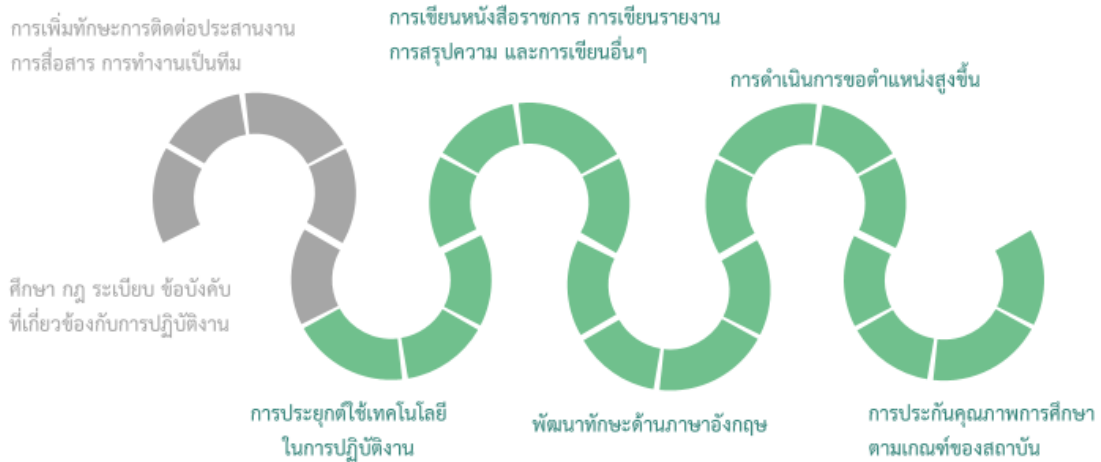 การเพิ่มทักษะการติดต่อประสานงาน
การสื่อสาร การทำงานเป็นทีม
การเขียนหนังสือราชการ การเขียนรายงาน
การสรุปความ และการเขียนอื่นๆ
การดำเนินการขอตำแหน่งสูงขึ้น
ศึกษา กฎ ระเบียบ ข้อบังคับ
ที่เกี่ยวข้องกับการปฏิบัติงาน
การประยุกต์ใช้เทคโนโลยี
ในการปฏิบัติงาน
พัฒนาทักษะด้านภาษาอังกฤษ
การประกันคุณภาพการศึกษา
ตามเกณฑ์ของสถาบัน